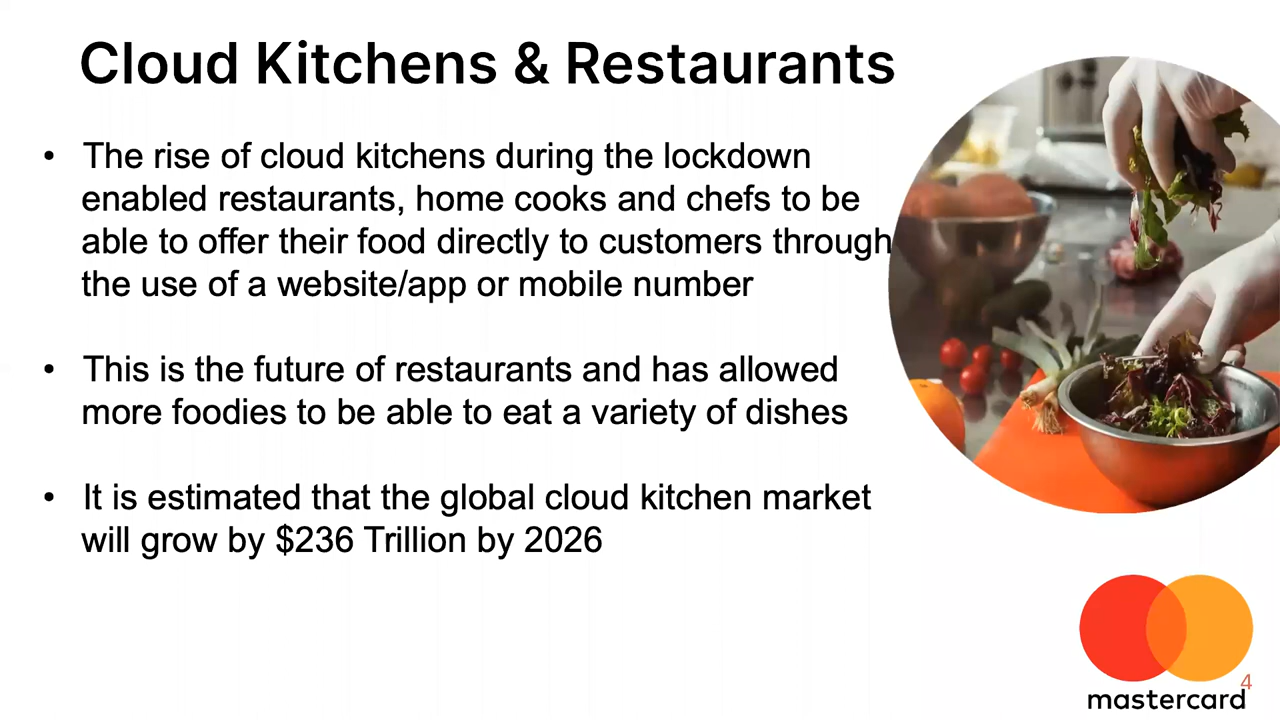 Cloud Kitchens & Restaurants
• The rise of cloud kitchens during the lockdown
enabled restaurants, home cooks and chefs to be
able to offer their food directly to customers through
the use of a website/app or mobile number
• This is the future of restaurants and has allowed
more foodies to be able to eat a variety of dishes
• It is estimated that the global cloud kitchen market
will grow by $236 Trillion by 2026
4
mastercard